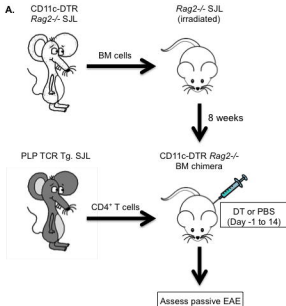 A.
CD11c-DTR
Rag2-/- SJL
Rag2-/- SJL
(irradiated)
BM cells
8 weeks
PLP TCR Tg. SJL
CD11c-DTR Rag2-/-
BM chimera
CD4+ T cells
DT or PBS
(Day -1 to 14)
Assess passive EAE